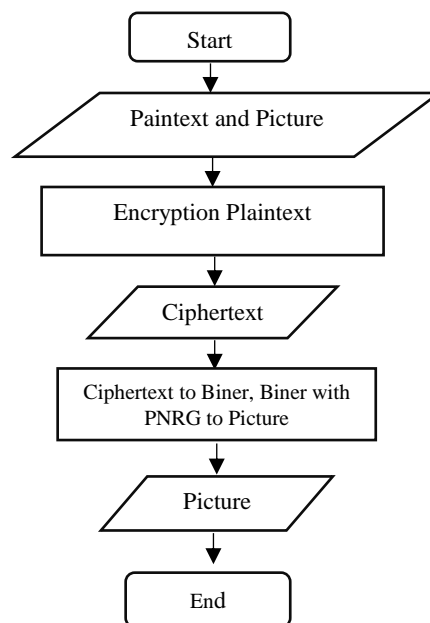 Start
Paintext and Picture
Encryption Plaintext
Ciphertext
Ciphertext to Biner, Biner with
PNRG to Picture
Picture
End